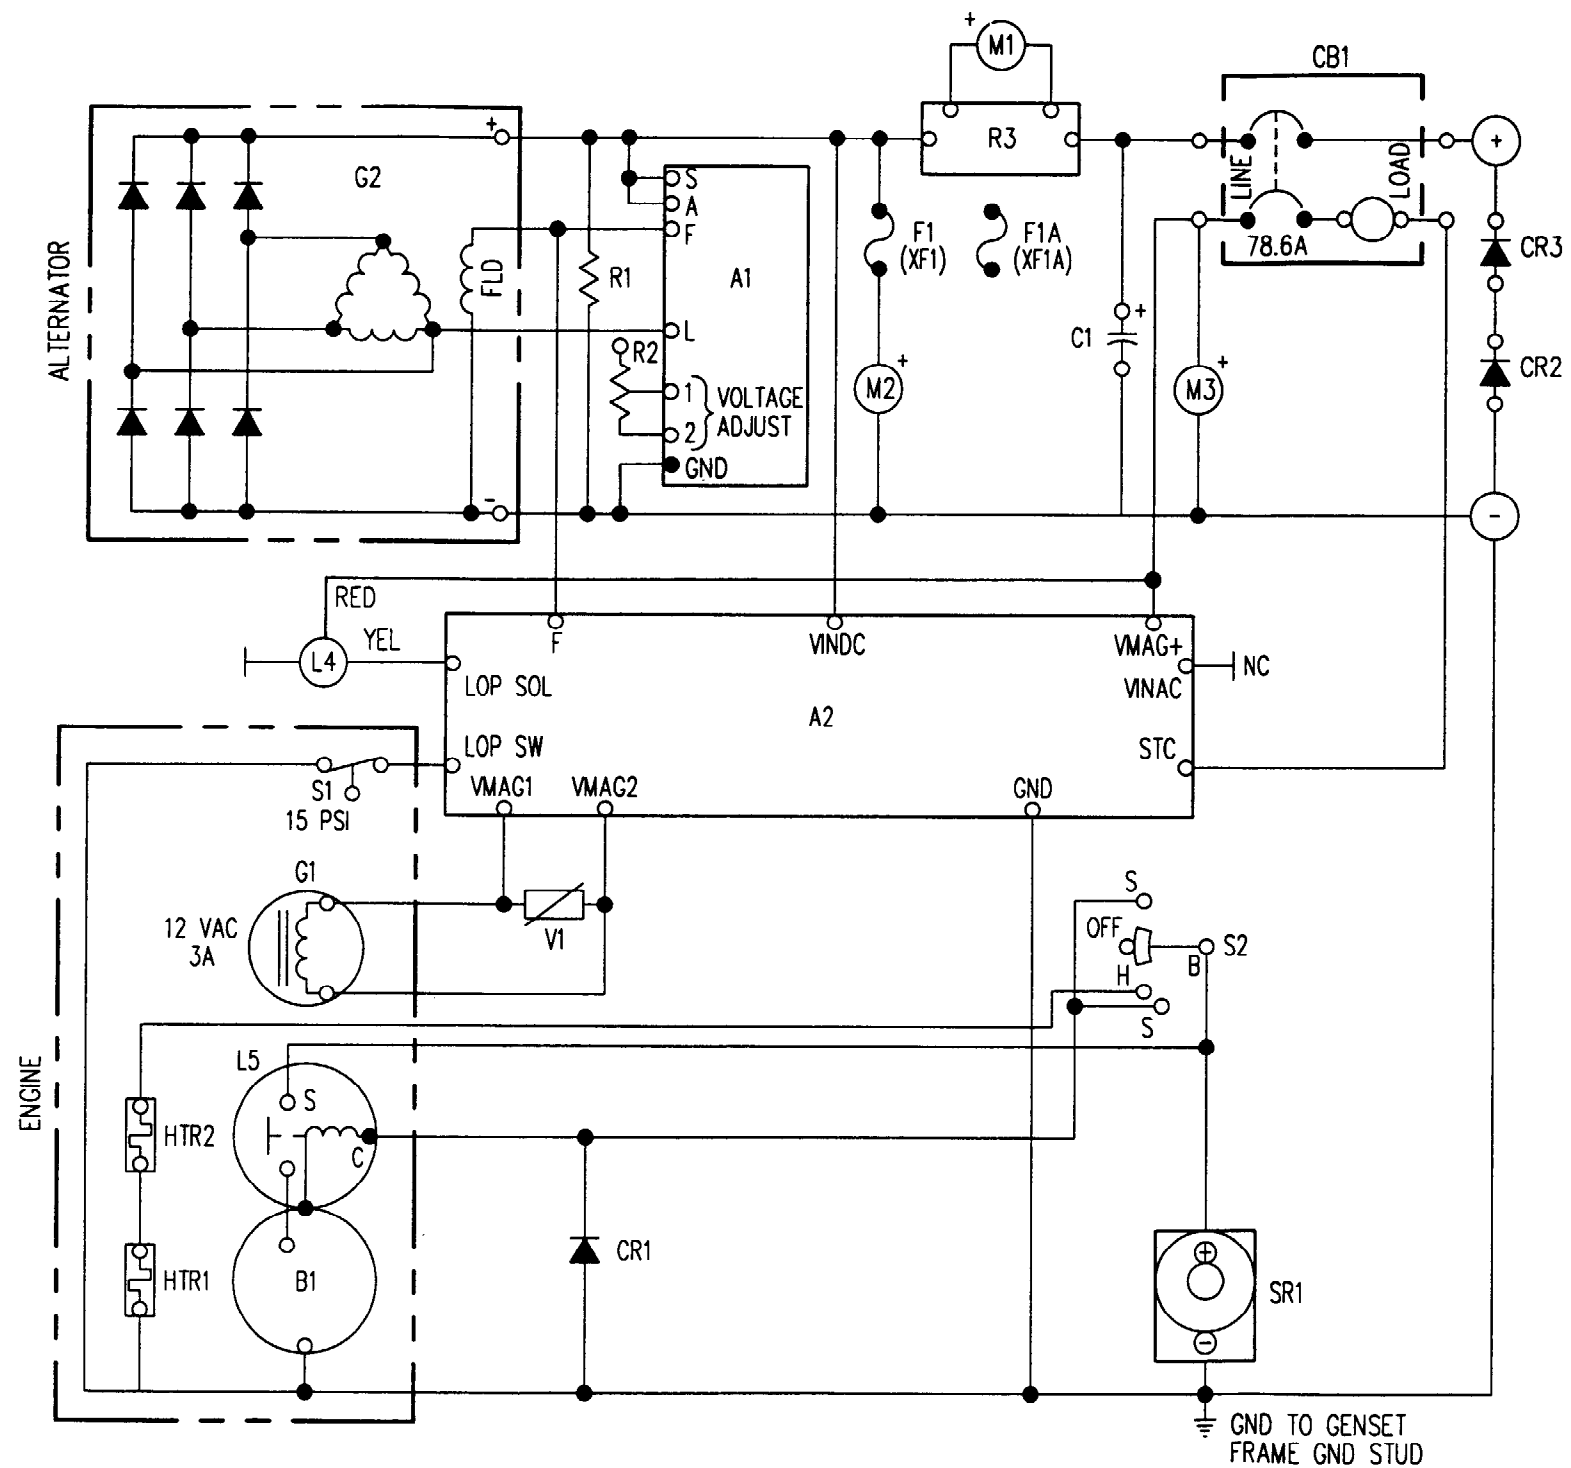 M1
+
CB1
+
G2
R3
+
LINE
LOAD
S
A
F
ALTERNATOR
FLD
R1
A1
F1
(XF1)
F1A
(XF1A)
78.6A
CR3
L
R2
C1
+
M2
+
M3
+
CR2
1
2
VOLTAGE
ADJUST
GND
-
-
RED
YEL
L4
F
VINDC
VMAG+
NC
VINAC
LOP SOL
A2
LOP SW
STC
S1
15 PSI
VMAG1
VMAG2
GND
G1
12 VAC
3A
V1
S
OFF
H
B
S2
S
ENGINE
L5
S
C
HTR2
HTR1
B1
CR1
+
-
SR1
GND TO GENSET
FRAME GND STUD